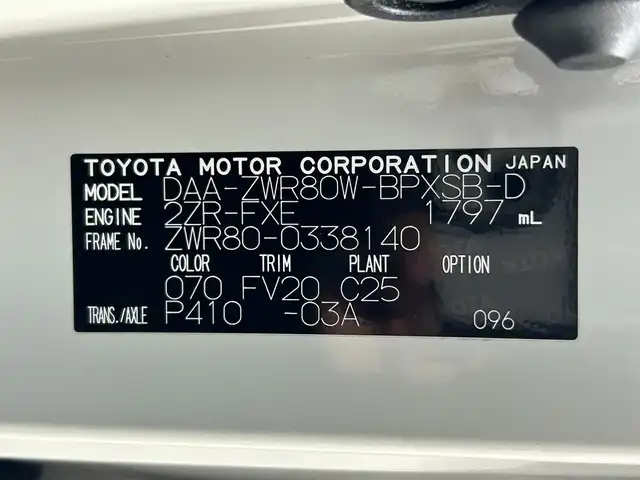 TOYOTA MOTOR CORPORATION JAPAN
MODEL DAA-ZWR80W-BPXSB-D
ENGINE 2ZR-FXE 1797 mL
FRAME No. ZWR80-0338140
COLOR TRIM PLANT OPTION
070 FV20 C25
TRANS./AXLE P410 -03A 096